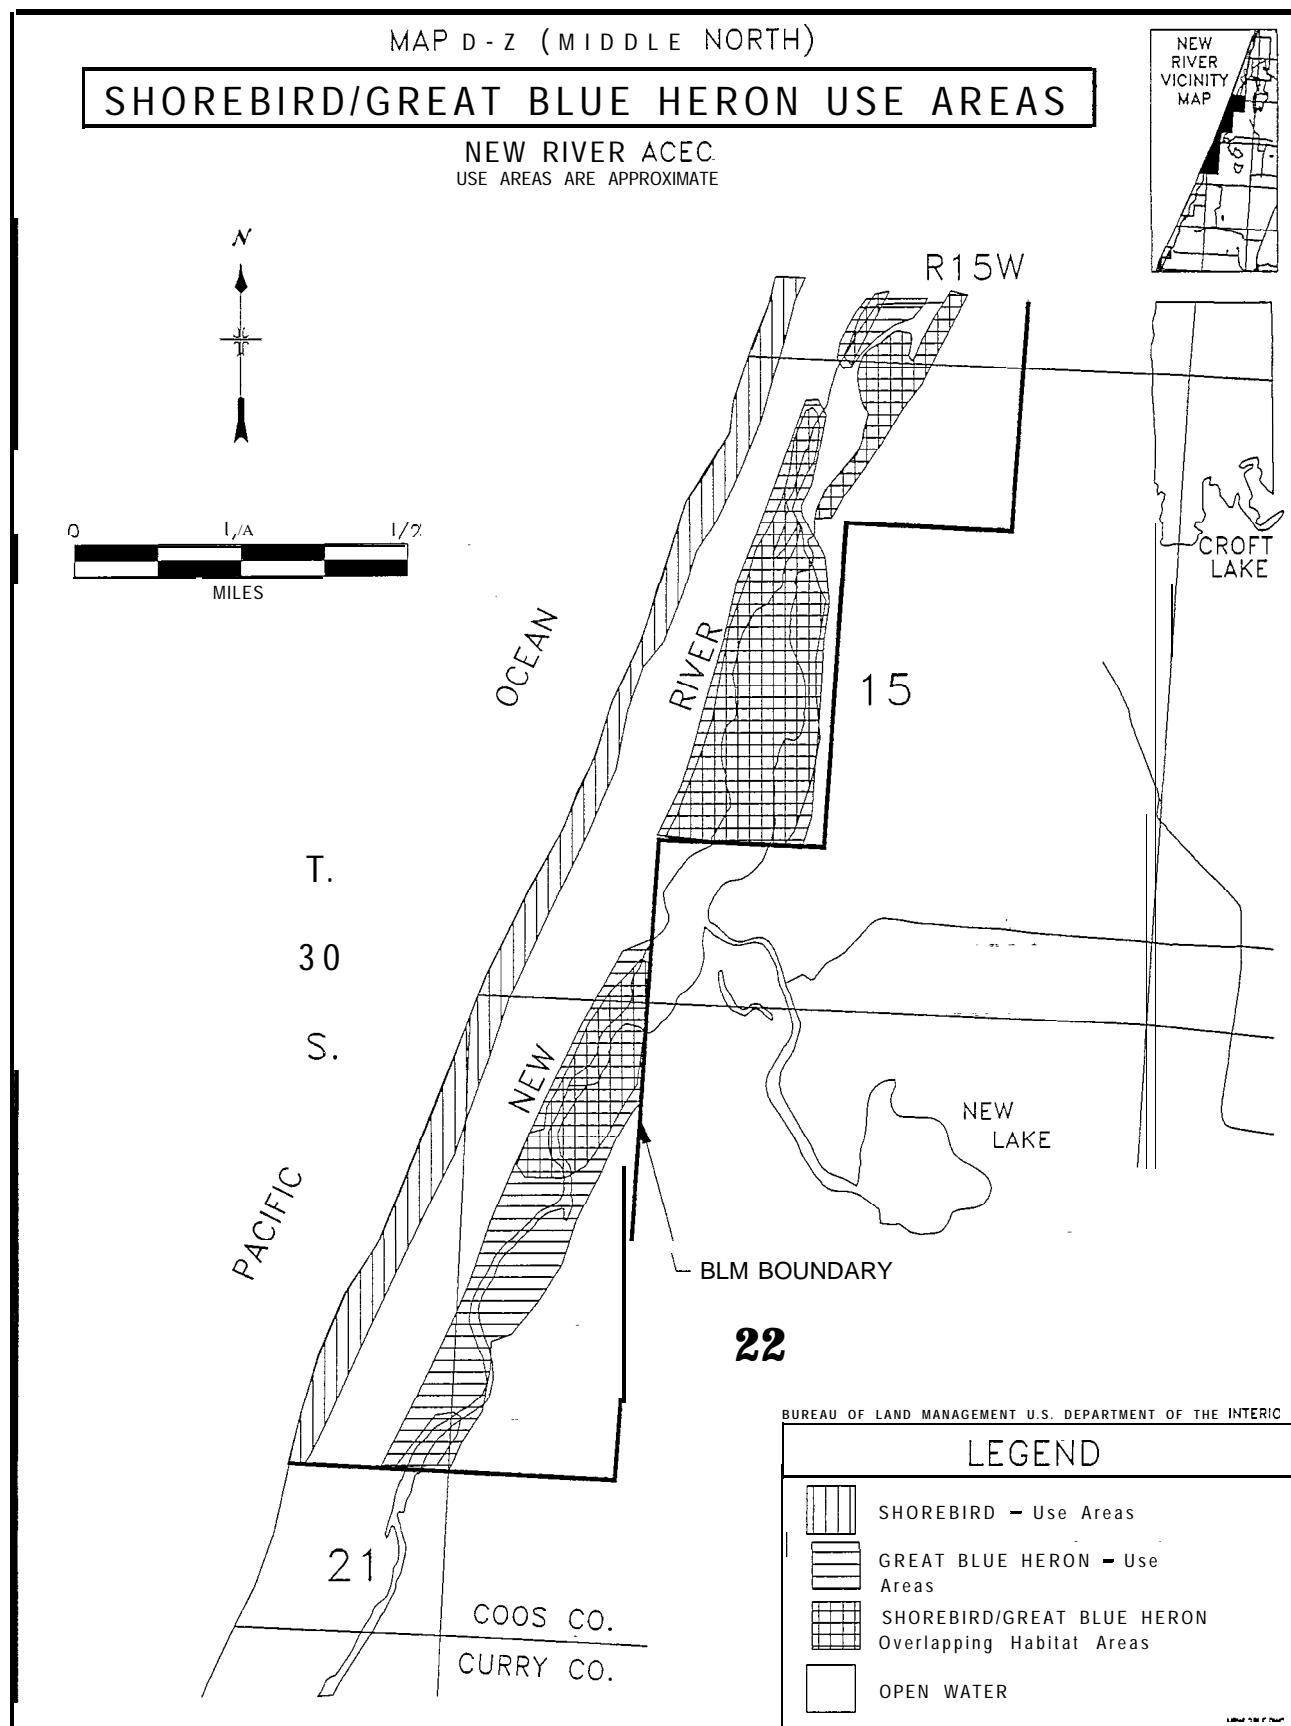 MAP D-Z (MIDDLE NORTH)
SHOREBIRD/GREAT BLUE HERON USE AREAS
NEW RIVER ACEC
USE AREAS ARE APPROXIMATE
NEW
RIVER
VICINITY
MAP
N
R15W
0 1/A 1/2
MILES
CROFT
LAKE
OCEAN
RIVER
15
T.
30
S.
NEW
NEW
LAKE
PACIFIC
BLM BOUNDARY
22
BUREAU OF LAND MANAGEMENT U.S. DEPARTMENT OF THE INTERIO
LEGEND
SHOREBIRD – Use Areas
GREAT BLUE HERON – Use
Areas
SHOREBIRD/GREAT BLUE HERON
Overlapping Habitat Areas
OPEN WATER
21
COOS CO.
CURRY CO.